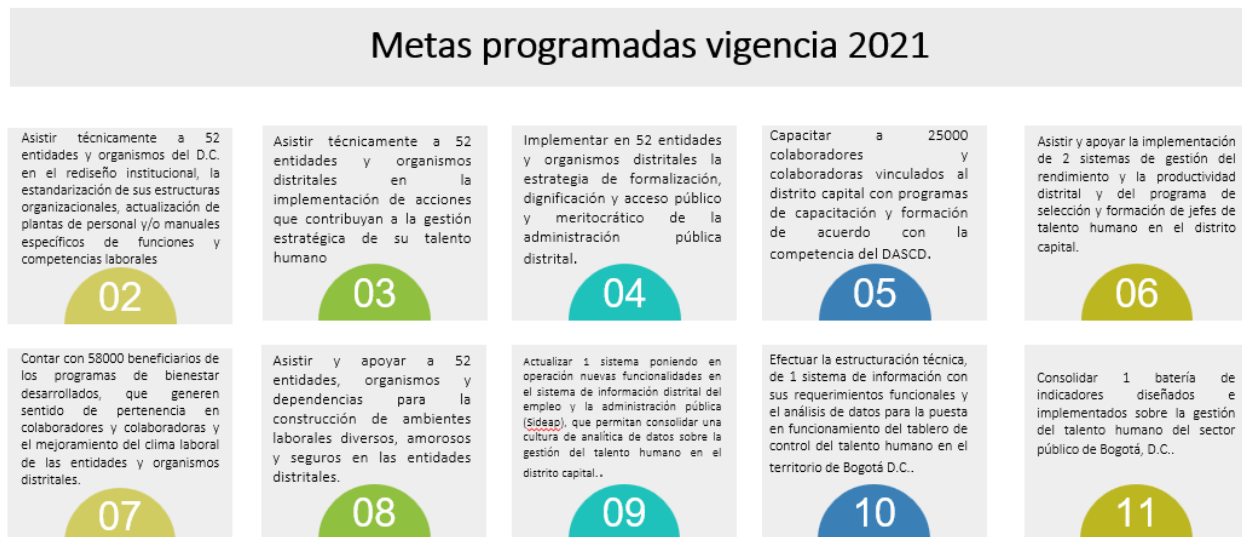 Metas programadas vigencia 2021
Asistir técnicamente a 52
entidades y organismos del D.C.
en el rediseño institucional, la
estandarización de sus estructuras
organizacionales, actualización de
plantas de personal y/o manuales
específicos de funciones y
competencias laborales
02
Asistir técnicamente a 52
entidades y organismos
distritales en la
implementación de acciones
que contribuyan a la gestión
estratégica de su talento
humano
03
Implementar en 52 entidades
y organismos distritales la
estrategia de formalización,
dignificación y acceso público
y meritocrático de la
administración pública
distrital.
04
Capacitar a 25000
colaboradores y
colaboradoras vinculados al
distrito capital con programas
de capacitación y formación
de acuerdo con la
competencia del DASCD.
05
Asistir y apoyar la implementación
de 2 sistemas de gestión del
rendimiento y la productividad
distrital y del programa de
selección y formación de jefes de
talento humano en el distrito
capital.
06
Contar con 58000 beneficiarios de
los programas de bienestar
desarrollados, que generen
sentido de pertenencia en
colaboradores y colaboradoras y
el mejoramiento del clima laboral
de las entidades y organismos
distritales.
07
Asistir y apoyar a 52
entidades, organismos y
dependencias para la
construcción de ambientes
laborales diversos, amorosos
y seguros en las entidades
distritales.
08
Actualizar 1 sistema poniendo en
operación nuevas funcionalidades en
el sistema de información distrital del
empleo y la administración pública
(Sideap), que permitan consolidar una
cultura de analítica de datos sobre la
gestión del talento humano en el
distrito capital..
09
Efectuar la estructuración técnica,
de 1 sistema de información con
sus requerimientos funcionales y
el análisis de datos para la puesta
en funcionamiento del tablero de
control del talento humano en el
territorio de Bogotá D.C..
10
Consolidar 1 batería de
indicadores diseñados e
implementados sobre la gestión
del talento humano del sector
público de Bogotá, D.C..
11